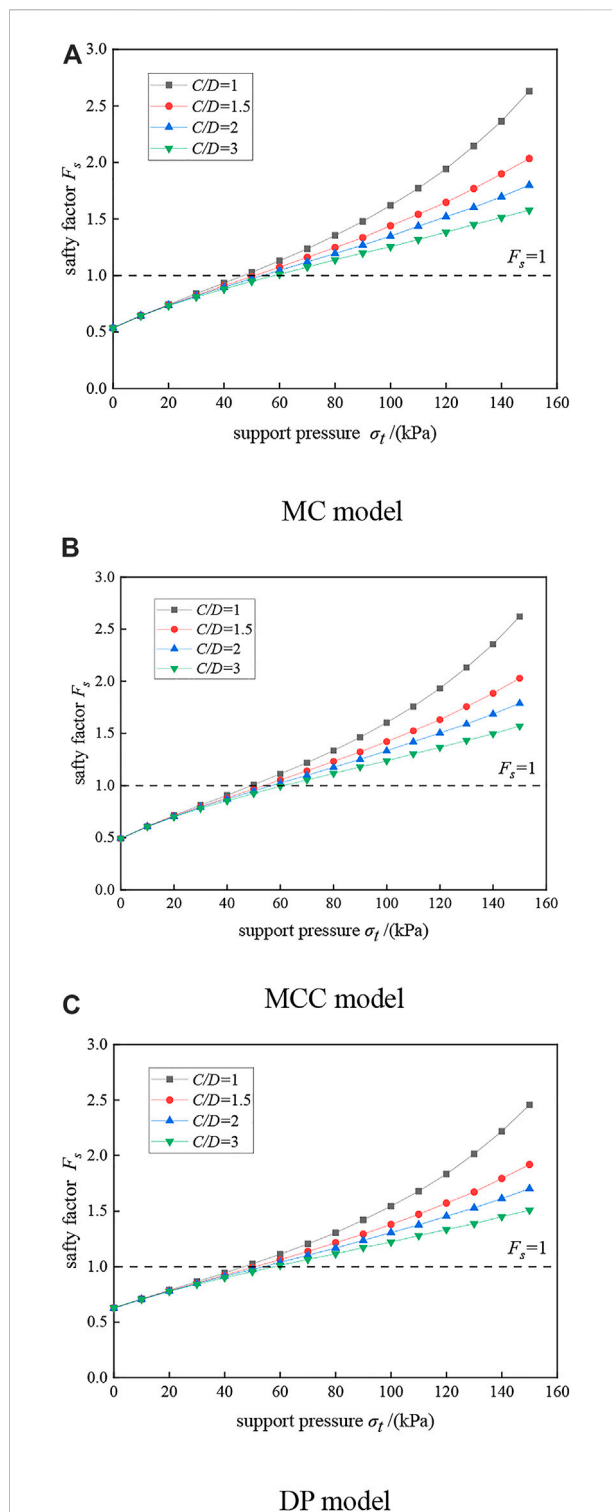 A
3.0
C/D=1
C/D=1.5
C/D=2
C/D=3
2.5
2.0
1.5
1.0
0.5
0.0
safty factor Fs
Fs=1
0 20 40 60 80 100 120 140 160
support pressure σt /(kPa)
MC model
B
3.0
C/D=1
C/D=1.5
C/D=2
C/D=3
2.5
2.0
1.5
1.0
0.5
0.0
safty factor Fs
Fs=1
0 20 40 60 80 100 120 140 160
support pressure σt /(kPa)
MCC model
C
3.0
C/D=1
C/D=1.5
C/D=2
C/D=3
2.5
2.0
1.5
1.0
0.5
0.0
safty factor Fs
Fs=1
0 20 40 60 80 100 120 140 160
support pressure σt /(kPa)
DP model